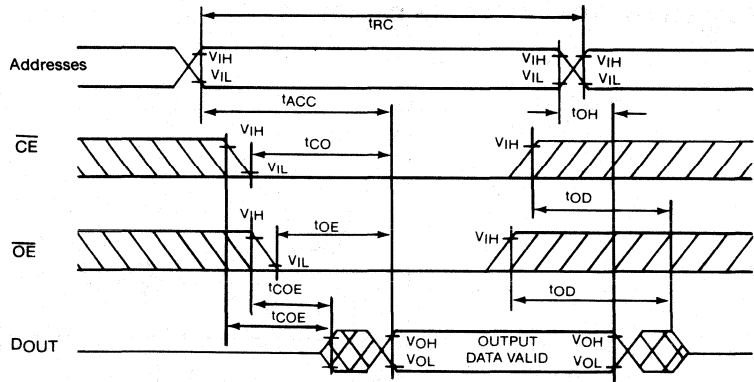 tRC
Addresses
VIH
VIL
VIH
VIL
VIH
VIL
tACC
tOH
CE
VIH
tCO
VIL
VIH
tOD
OE
VIH
tOE
VIL
VIH
tCOE
tOD
tCOE
DOUT
VOH
VOL
OUTPUT
DATA VALID
VOH
VOL